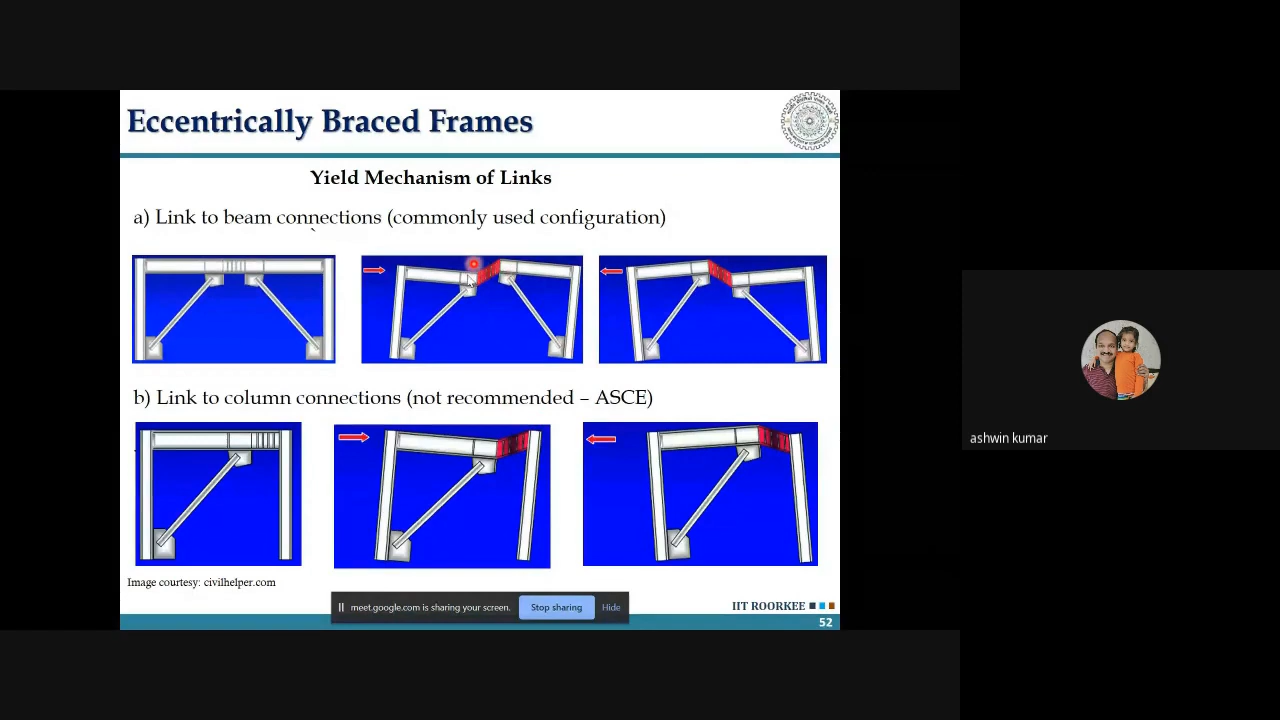 Eccentrically Braced Frames
Yield Mechanism of Links
a) Link to beam connections (commonly used configuration)
b) Link to column connections (not recommended – ASCE)
Image courtesy: civilhelper.com
meet.google.com is sharing your screen.
Stop sharing
Hide
IIT ROORKEE
52
ashwin kumar